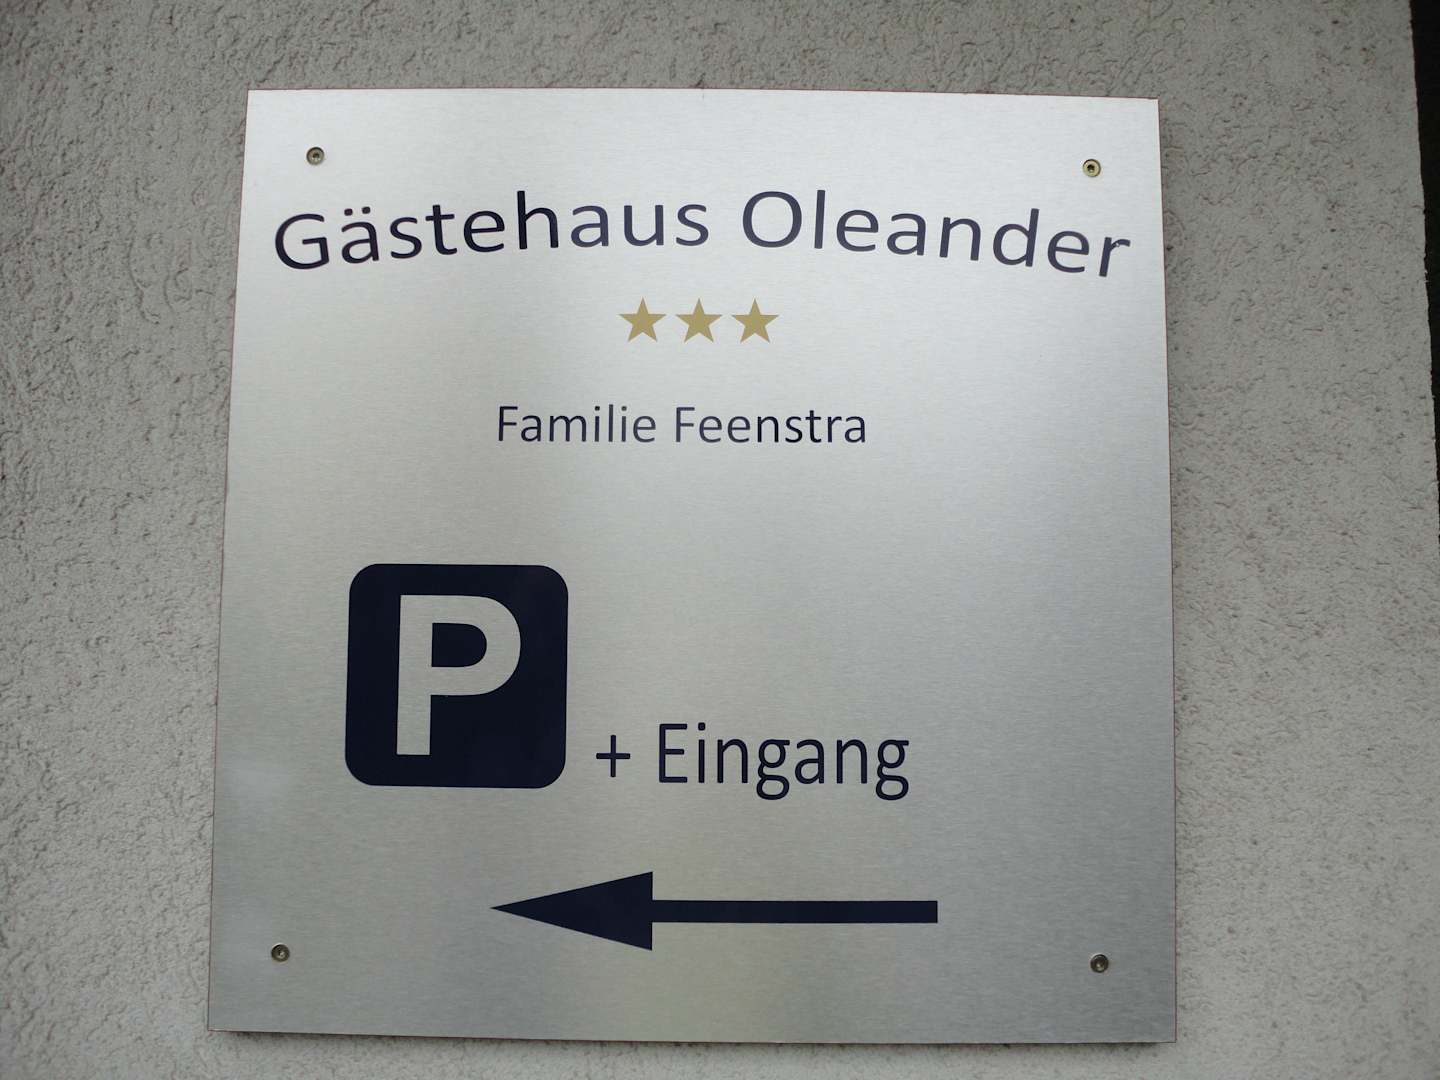 Gästehaus Oleander
Familie Feenstra
P + Eingang